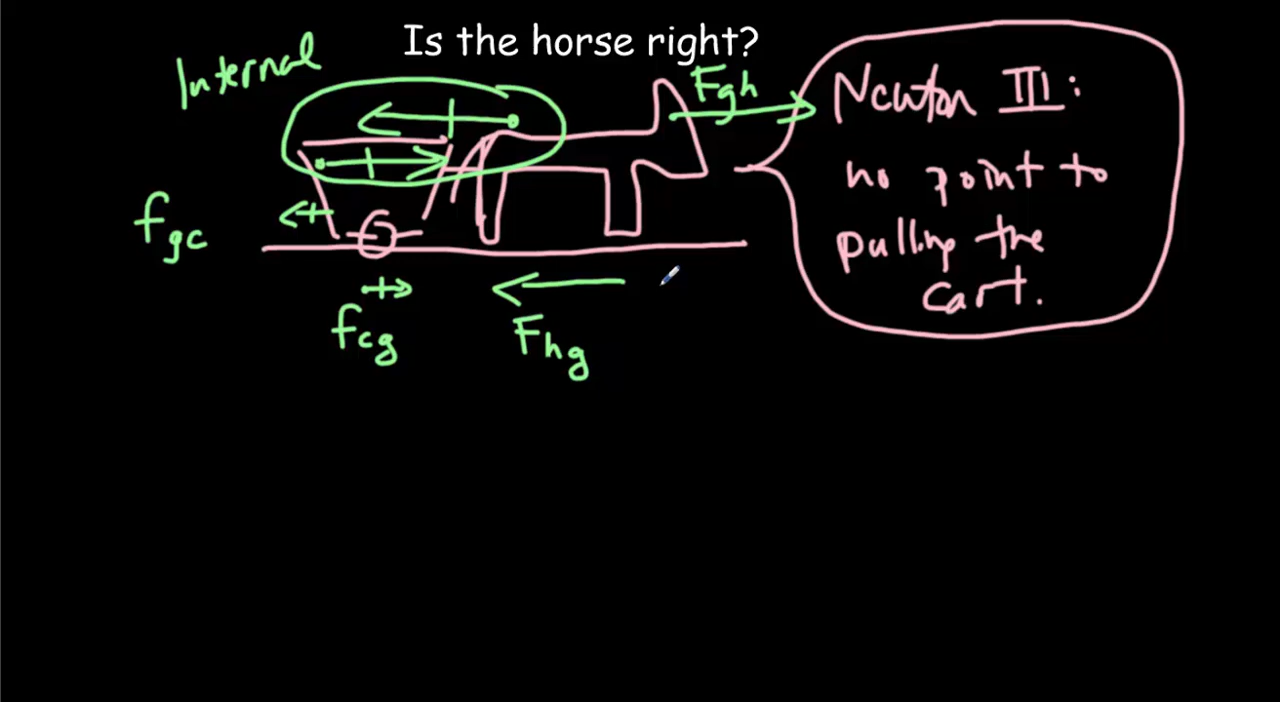 Is the horse right?
Internal
Fgh
Newton III:
no point to
pulling the
cart.
fgc
fcg
Fhg